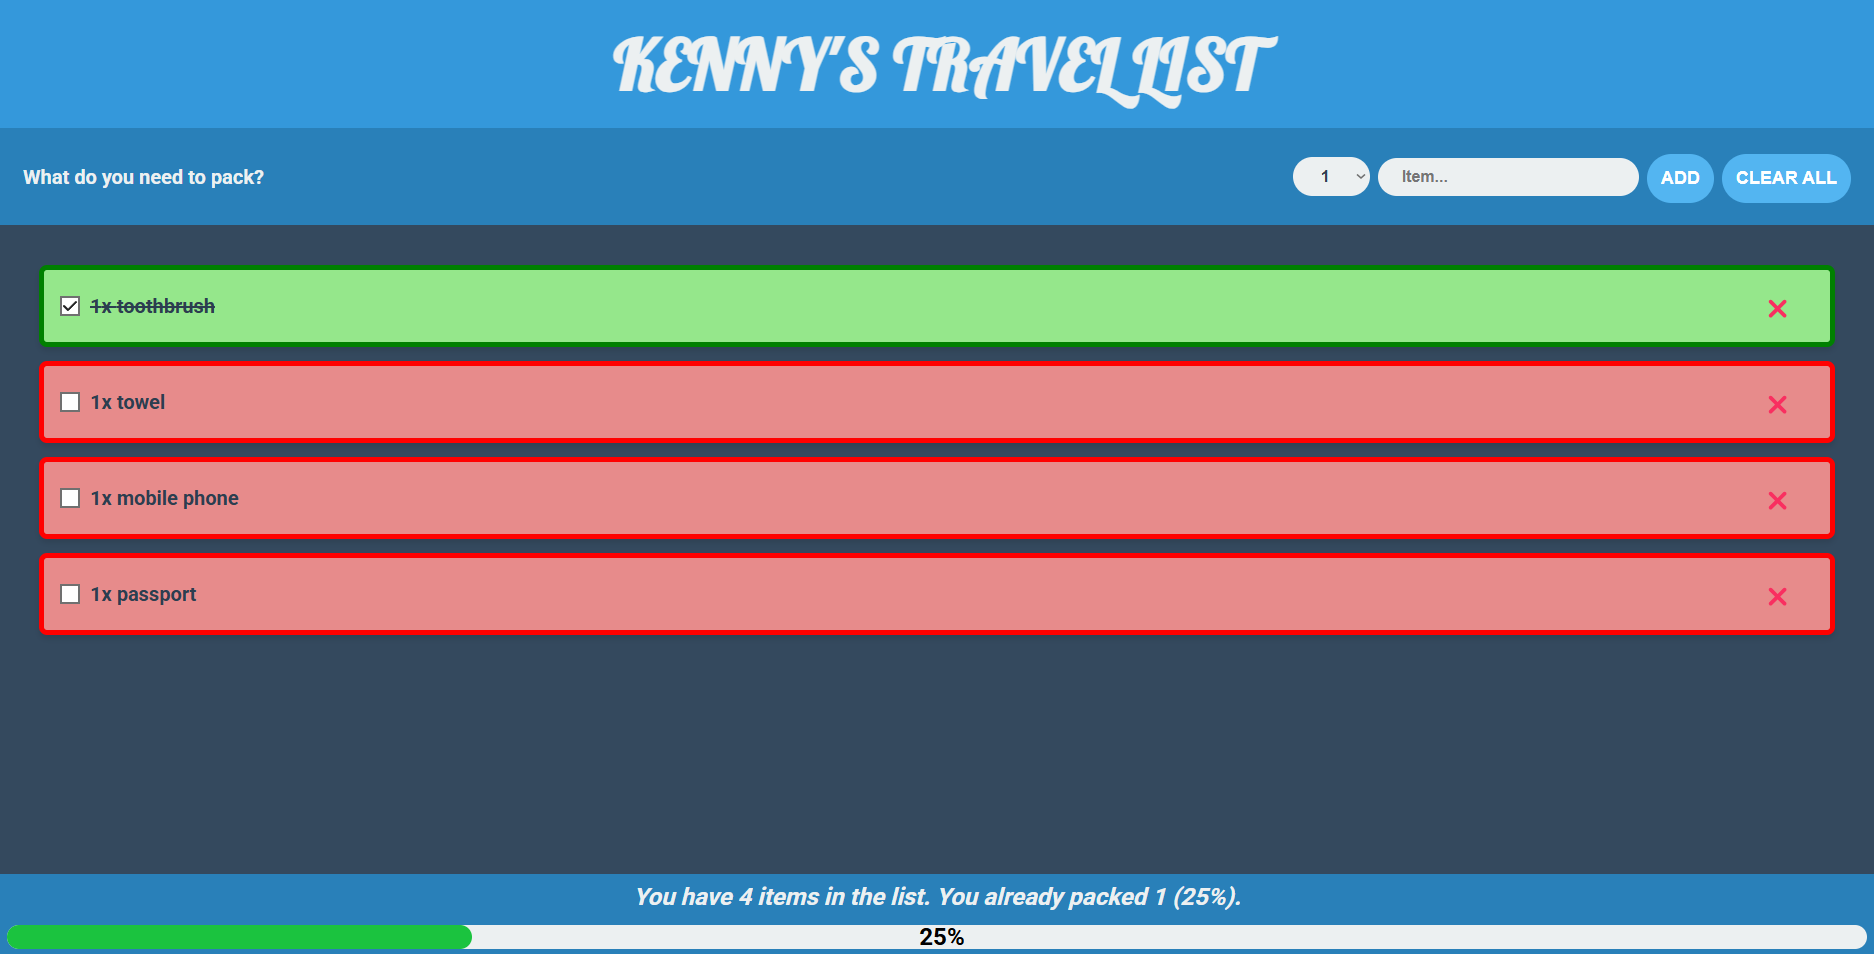 KENNY'S TRAVEL LIST
What do you need to pack?
1
Item...
ADD
CLEAR ALL
1x toothbrush
1x towel
1x mobile phone
1x passport
You have 4 items in the list. You already packed 1 (25%).
25%